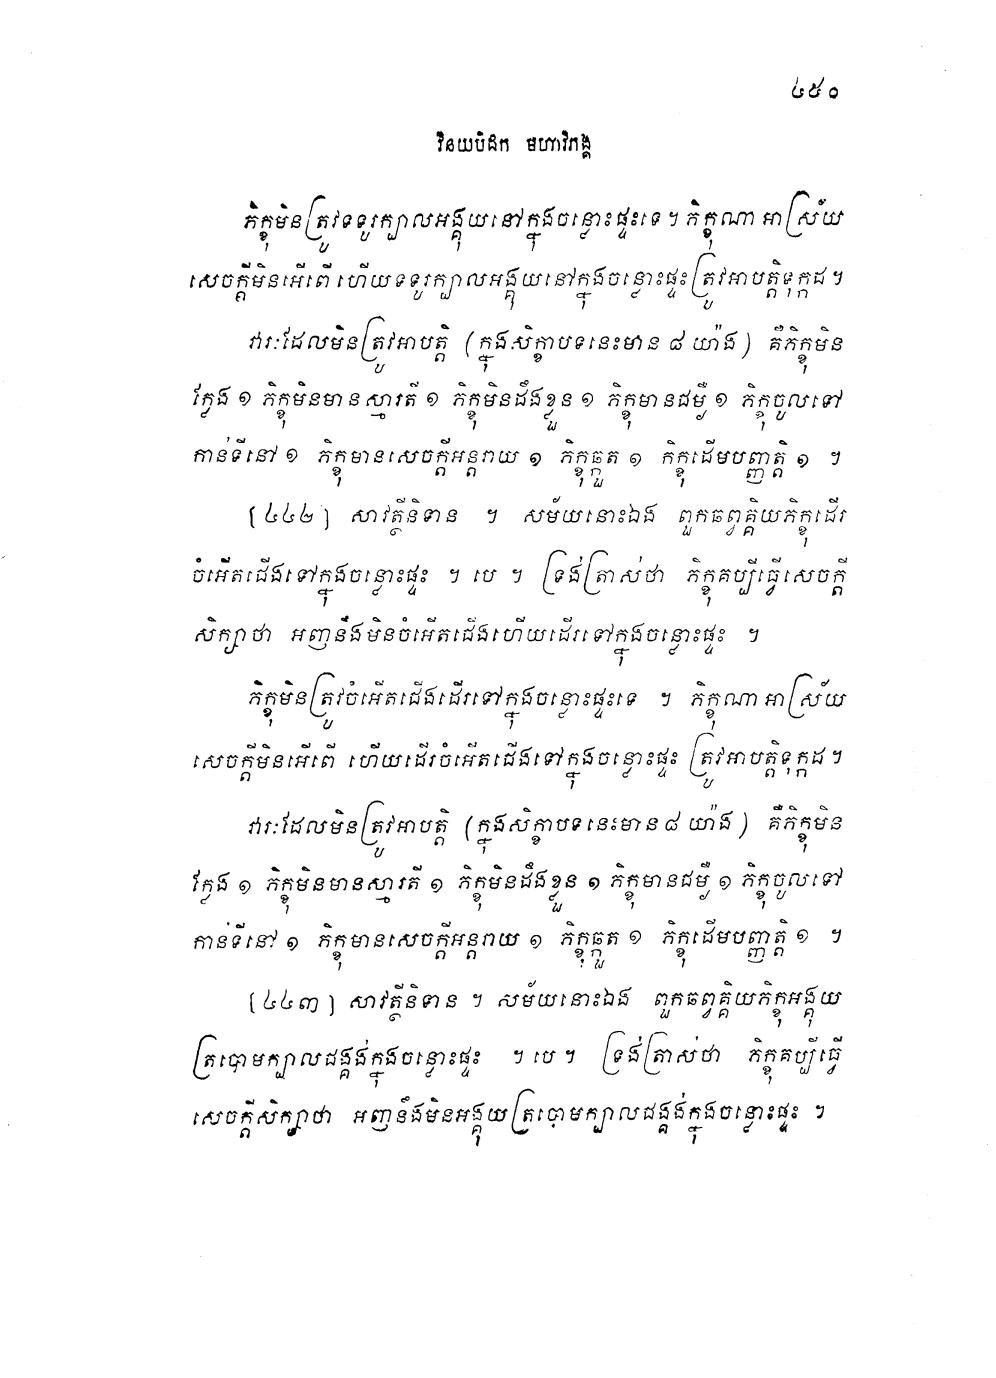 ៤៥០
វិនយបិដក មហាវិភង្គ
ភិក្ខុមិនត្រូវទទូរក្បាលអង្គុយនៅក្នុងចន្លោះផ្ទះទេ ។ ភិក្ខុណា អាស្រ័យ
សេចក្តីមិនអើពើ ហើយទទូរក្បាលអង្គុយនៅក្នុងចន្លោះផ្ទះ ត្រូវអាបត្តិទុក្កដ ។
វារៈដែលមិនត្រូវអាបត្តិ (ក្នុងសិក្ខាបទនេះមាន ៨ យ៉ាង) គឺភិក្ខុមិន
ក្លែង ១ ភិក្ខុមិនមានស្មារតី ១ ភិក្ខុមិនដឹងខ្លួន ១ ភិក្ខុមានជម្ងឺ ១ ភិក្ខុចូលទៅ
កាន់ទីនៅ ១ ភិក្ខុមានសេចក្តីអន្តរាយ ១ ភិក្ខុឆ្កួត ១ ភិក្ខុដើមបញ្ញត្តិ ១ ។
[៤៤២] សាវត្ថីនិទាន ។ សម័យនោះឯង ពួកឆព្វគ្គិយភិក្ខុដើរ
ចំអើតជើងទៅក្នុងចន្លោះផ្ទះ ។ បេ ។ ទ្រង់ត្រាស់ថា ភិក្ខុគប្បីធ្វើសេចក្តី
សិក្សាថា អញនឹងមិនចំអើតជើងហើយដើរទៅក្នុងចន្លោះផ្ទះ ។
ភិក្ខុមិនត្រូវចំអើតជើងដើរទៅក្នុងចន្លោះផ្ទះទេ ។ ភិក្ខុណា អាស្រ័យ
សេចក្តីមិនអើពើ ហើយដើរចំអើតជើងទៅក្នុងចន្លោះផ្ទះ ត្រូវអាបត្តិទុក្កដ ។
វារៈដែលមិនត្រូវអាបត្តិ (ក្នុងសិក្ខាបទនេះមាន ៨ យ៉ាង) គឺភិក្ខុមិន
ក្លែង ១ ភិក្ខុមិនមានស្មារតី ១ ភិក្ខុមិនដឹងខ្លួន ១ ភិក្ខុមានជម្ងឺ ១ ភិក្ខុចូលទៅ
កាន់ទីនៅ ១ ភិក្ខុមានសេចក្តីអន្តរាយ ១ ភិក្ខុឆ្កួត ១ ភិក្ខុដើមបញ្ញត្តិ ១ ។
[៤៤៣] សាវត្ថីនិទាន ។ សម័យនោះឯង ពួកឆព្វគ្គិយភិក្ខុអង្គុយ
ត្របោមក្បាលជង្គង់ក្នុងចន្លោះផ្ទះ ។ បេ ។ ទ្រង់ត្រាស់ថា ភិក្ខុគប្បីធ្វើ
សេចក្តីសិក្សាថា អញនឹងមិនអង្គុយត្របោមក្បាលជង្គង់ក្នុងចន្លោះផ្ទះ ។